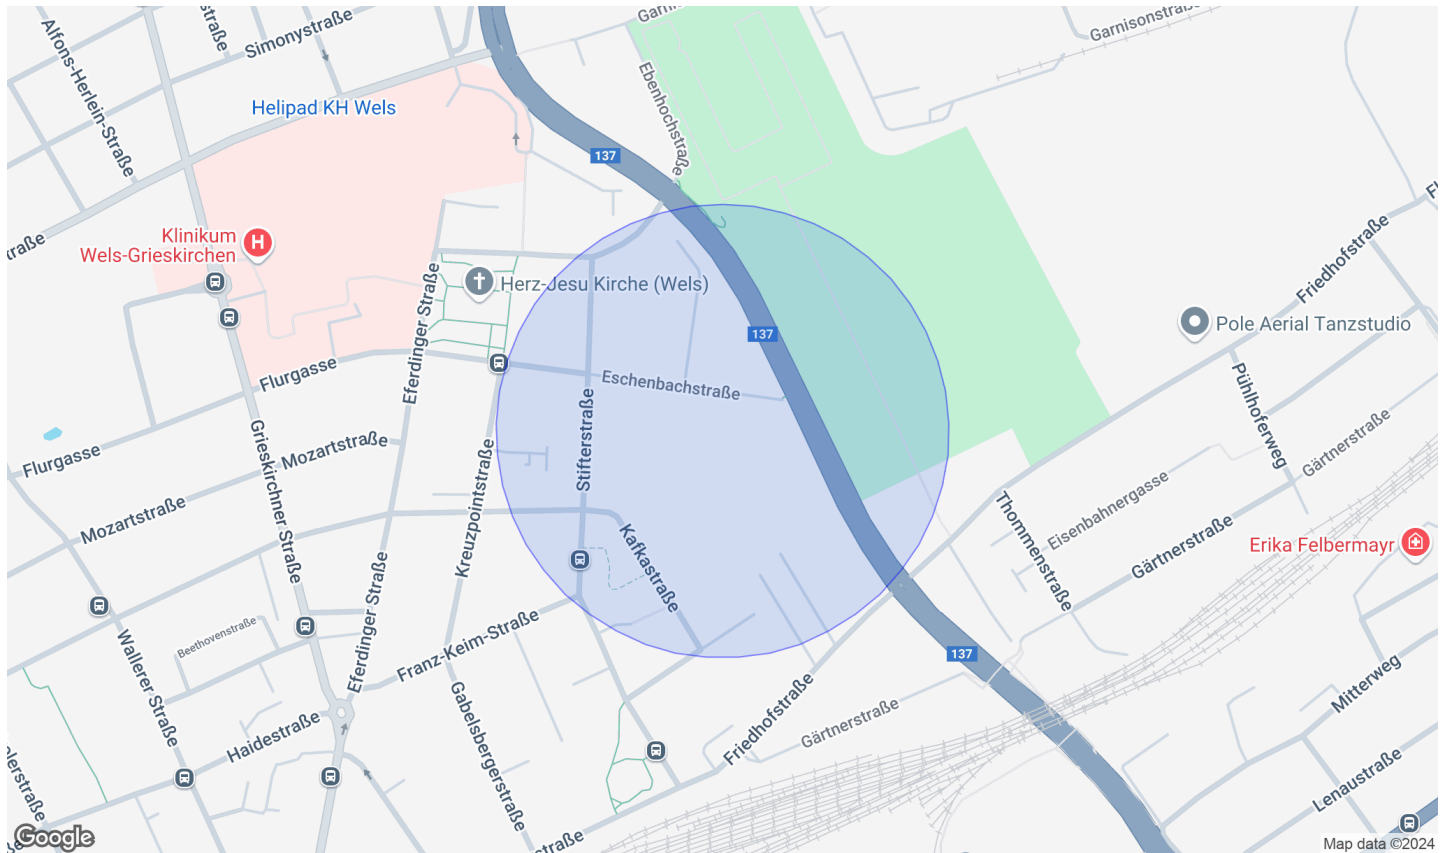 Garnisonstraße
Alfons-Herlein-Straße
Simonystraße
Ebenhochstraße
Helipad KH Wels
137
Klinikum
Wels-Grieskirchen
H
Herz-Jesu Kirche (Wels)
Friedhofstraße
Pole Aerial Tanzstudio
137
Eferdinger Straße
Flurgasse
Eschenbachstraße
Stifterstraße
Pühlhoferweg
Gärtnerstraße
Flurgasse
Mozartstraße
Grieskirchner Straße
Kreuzpointstraße
Mozartstraße
Kafkastraße
Thommenstraße
Eisenbahnergasse
Gärtnerstraße
Erika Felbermayr
Eferdinger Straße
Beethovenstraße
Wallerer Straße
Franz-Keim-Straße
137
Gabelsbergerstraße
Haidestraße
Friedhofstraße
Gärtnerstraße
Mitterweg
Lenaustraße
Google
Map data ©2024